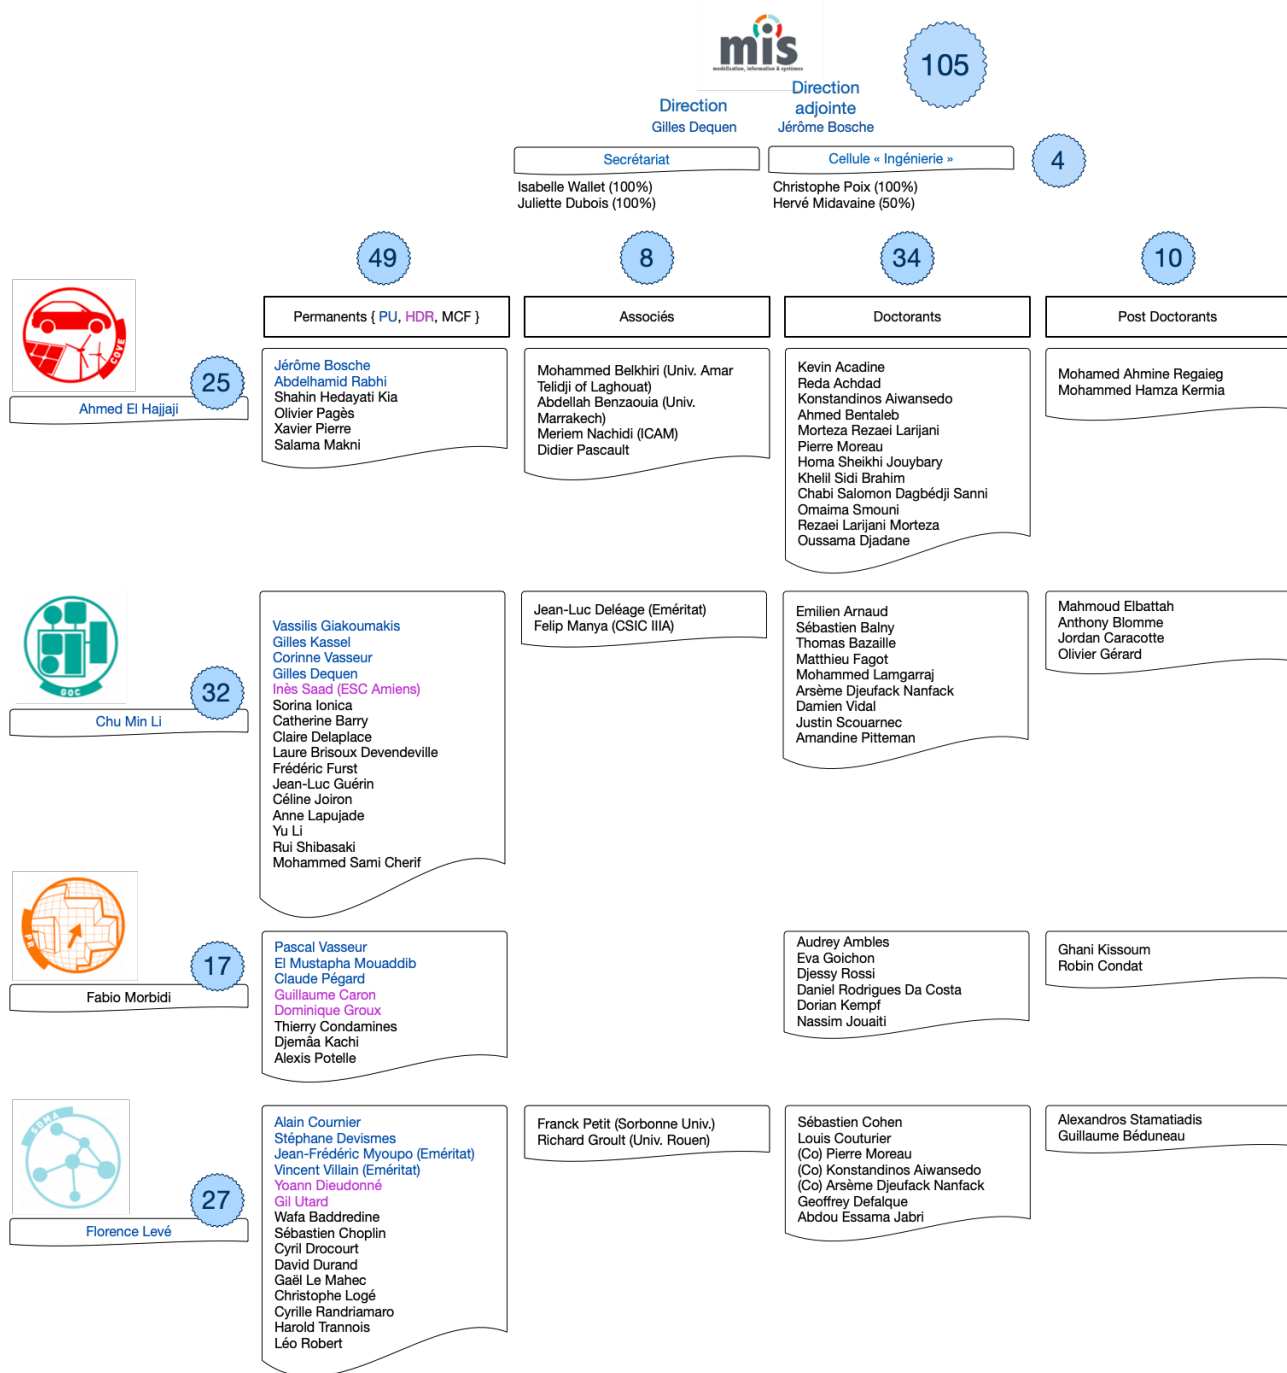 mis
modélisation, information & systèmes
105
Direction
Gilles Dequen
Direction
adjointe
Jérôme Bosche
Secrétariat
Cellule « Ingénierie »
4
Isabelle Wallet (100%)
Juliette Dubois (100%)
Christophe Poix (100%)
Hervé Midavaine (50%)
49
8
34
10
Permanents { PU, HDR, MCF }
Associés
Doctorants
Post Doctorants
COVE
25
Ahmed El Hajjaji
Jérôme Bosche
Abdelhamid Rabhi
Shahin Hedayati Kia
Olivier Pagès
Xavier Pierre
Salama Makni
Mohammed Belkhiri (Univ. Amar
Telidji of Laghouat)
Abdellah Benzaouia (Univ.
Marrakech)
Meriem Nachidi (ICAM)
Didier Pascault
Kevin Acadine
Reda Achdad
Konstandinos Aiwansedo
Ahmed Bentaleb
Morteza Rezaei Larijani
Pierre Moreau
Homa Sheikhi Jouybary
Khelil Sidi Brahim
Chabi Salomon Dagbédji Sanni
Omaima Smouni
Rezaei Larijani Morteza
Oussama Djadane
Mohamed Ahmine Regaieg
Mohammed Hamza Kermia
GOC
32
Chu Min Li
Vassilis Giakoumakis
Gilles Kassel
Corinne Vasseur
Gilles Dequen
Inès Saad (ESC Amiens)
Sorina Ionica
Catherine Barry
Claire Delaplace
Laure Brisoux Devendeville
Frédéric Furst
Jean-Luc Guérin
Céline Joiron
Anne Lapujade
Yu Li
Rui Shibasaki
Mohammed Sami Cherif
Jean-Luc Deléage (Eméritat)
Felip Manya (CSIC IIIA)
Emilien Arnaud
Sébastien Balny
Thomas Bazaille
Matthieu Fagot
Mohammed Lamgarraj
Arsème Djeufack Nanfack
Damien Vidal
Justin Scouarnec
Amandine Pitteman
Mahmoud Elbattah
Anthony Blomme
Jordan Caracotte
Olivier Gérard
PR
17
Fabio Morbidi
Pascal Vasseur
El Mustapha Mouaddib
Claude Pégard
Guillaume Caron
Dominique Groux
Thierry Condamines
Djemâa Kachi
Alexis Potelle
Audrey Ambles
Eva Goichon
Djessy Rossi
Daniel Rodrigues Da Costa
Dorian Kempf
Nassim Jouaiti
Ghani Kissoum
Robin Condat
SDMA
27
Florence Levé
Alain Cournier
Stéphane Devismes
Jean-Frédéric Myoupo (Eméritat)
Vincent Villain (Eméritat)
Yoann Dieudonné
Gil Utard
Wafa Baddredine
Sébastien Choplin
Cyril Drocourt
David Durand
Gaël Le Mahec
Christophe Logé
Cyrille Randriamaro
Harold Trannois
Léo Robert
Franck Petit (Sorbonne Univ.)
Richard Groult (Univ. Rouen)
Sébastien Cohen
Louis Couturier
(Co) Pierre Moreau
(Co) Konstandinos Aiwansedo
(Co) Arsème Djeufack Nanfack
Geoffrey Defalque
Abdou Essama Jabri
Alexandros Stamatiadis
Guillaume Béduneau